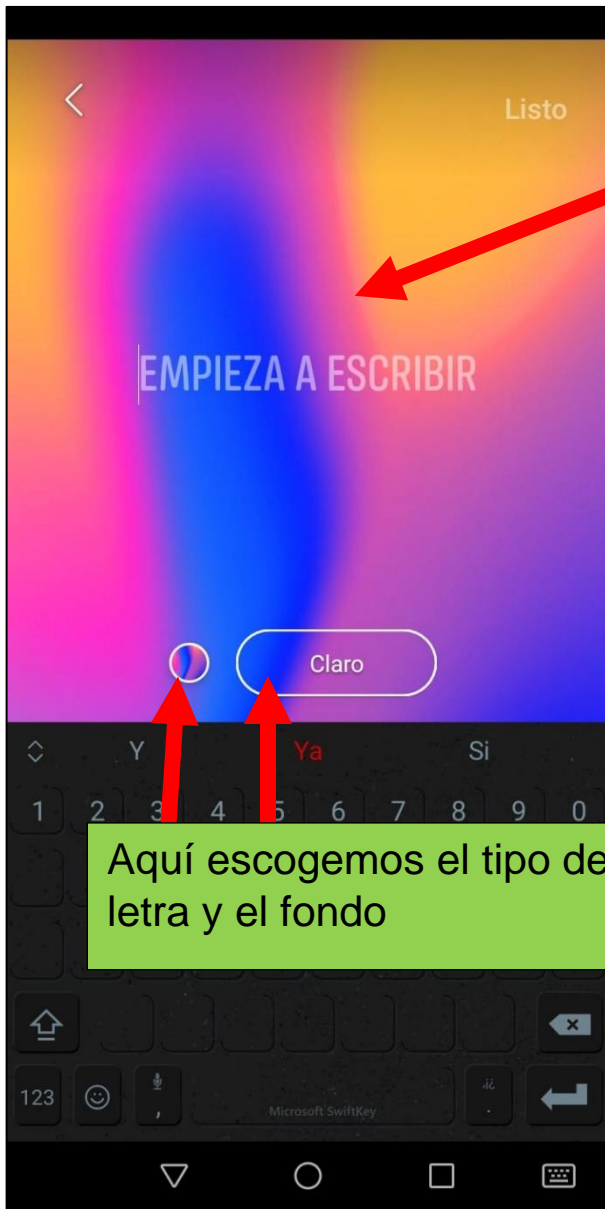 Listo
EMPIEZA A ESCRIBIR
Claro
Y Ya Si
1 2 3 4 5 6 7 8 9 0
Aquí escogemos el tipo de
letra y el fondo
123 , Microsoft SwiftKey ,¡¿ .